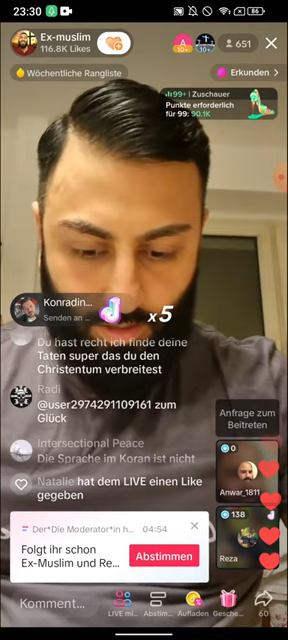 23:30
86
Ex-muslim
116.8K Likes
10+
10+
651
Wöchentliche Rangliste
Erkunden >
99+ | Zuschauer
Punkte erforderlich
für 99: 90.1K
Konradin...
Senden an ...
x5
Du hast recht ich finde deine
Taten super das du den
Christentum verbreitest
Radi
@user2974291109161 zum
Glück
Intersectional Peace
Die Sprache im Koran ist nicht
Natalie hat dem LIVE einen Like
gegeben
Anfrage zum
Beitreten
0
Anwar_1811
138
Reza
Der*Die Moderator*in h... 04:54
Folgt ihr schon
Ex-Muslim und Re...
Abstimmen
Komment...
LIVE mi...
Abstim...
Aufladen
Gesche...
60